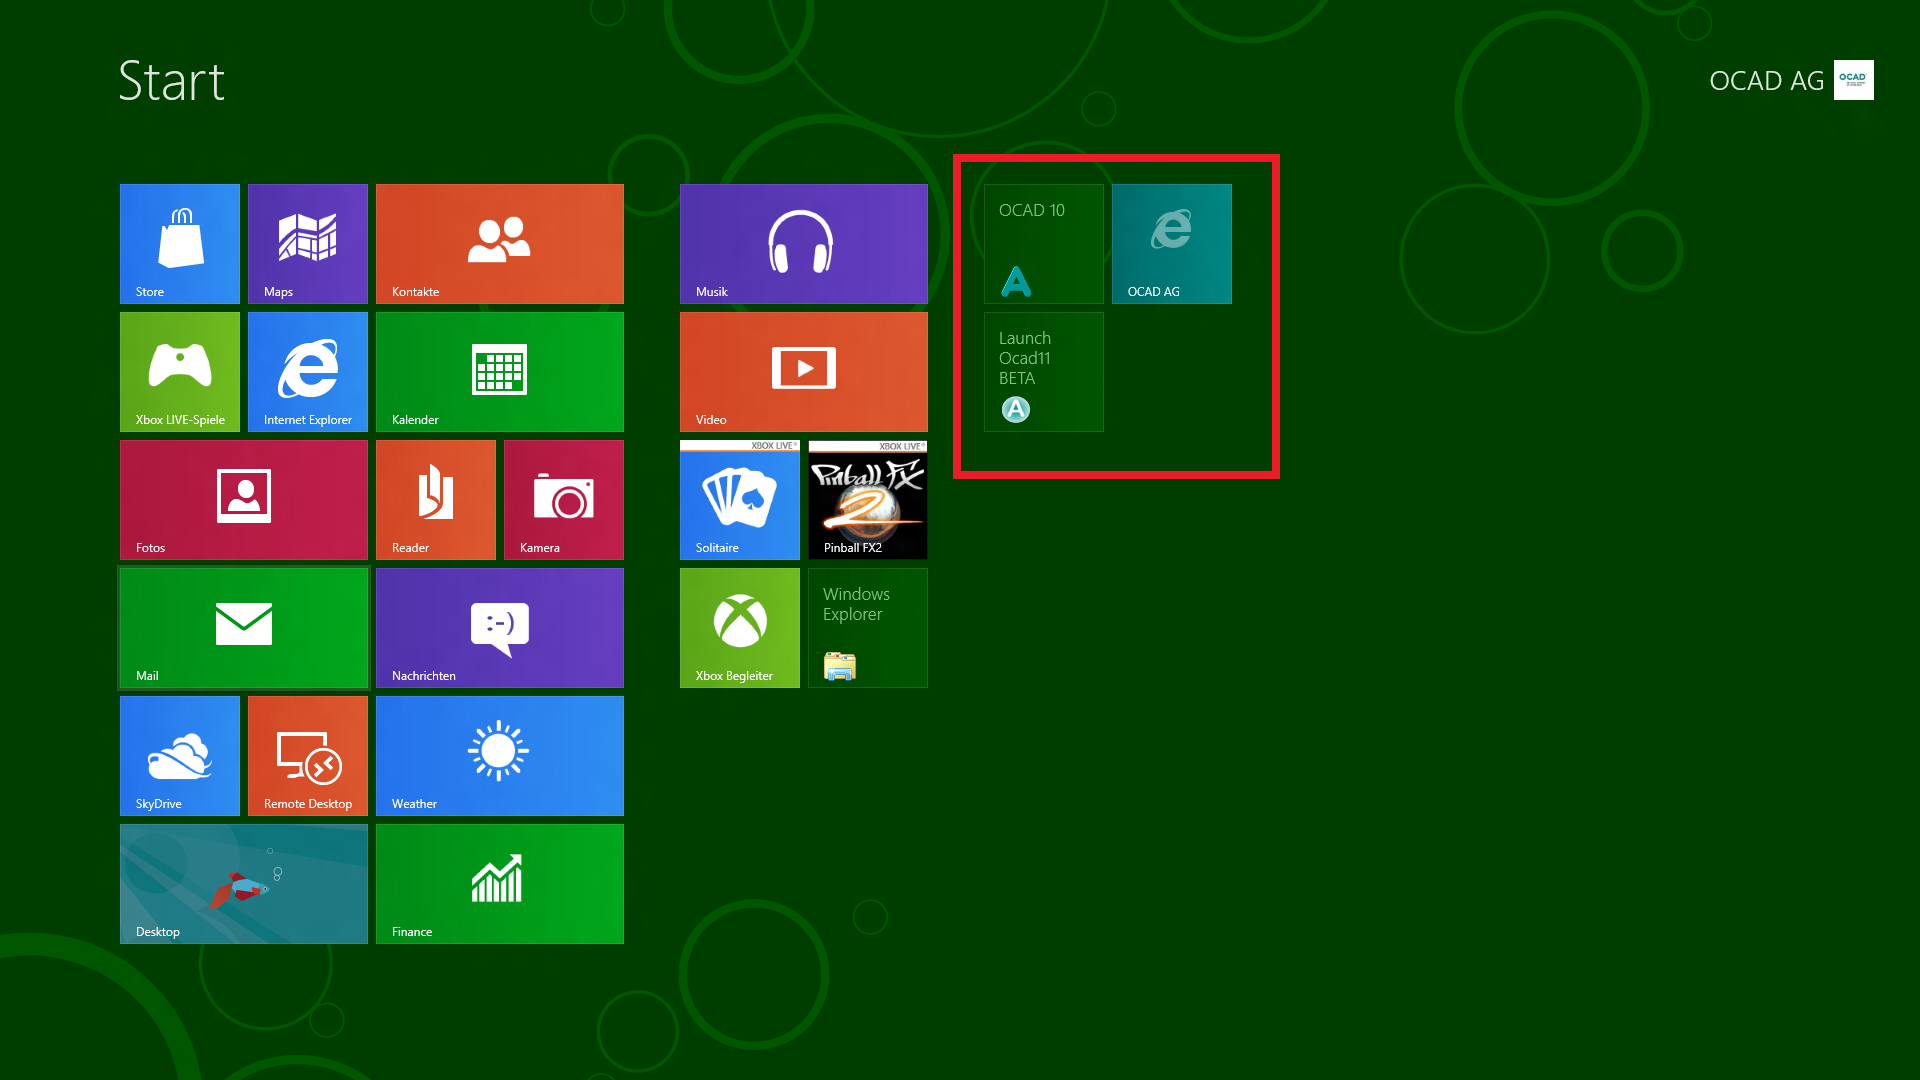 Start
OCAD AG
OCAD
Store
Maps
Kontakte
Musik
OCAD 10
OCAD AG
Xbox LIVE-Spiele
Internet Explorer
Kalender
Video
Launch
Ocad11
BETA
Fotos
Reader
Kamera
XBOX LIVE®
Solitaire
XBOX LIVE®
Pinball FX
2
Pinball FX2
Mail
:-)
Nachrichten
Xbox Begleiter
Windows
Explorer
SkyDrive
Remote Desktop
Weather
Desktop
Finance